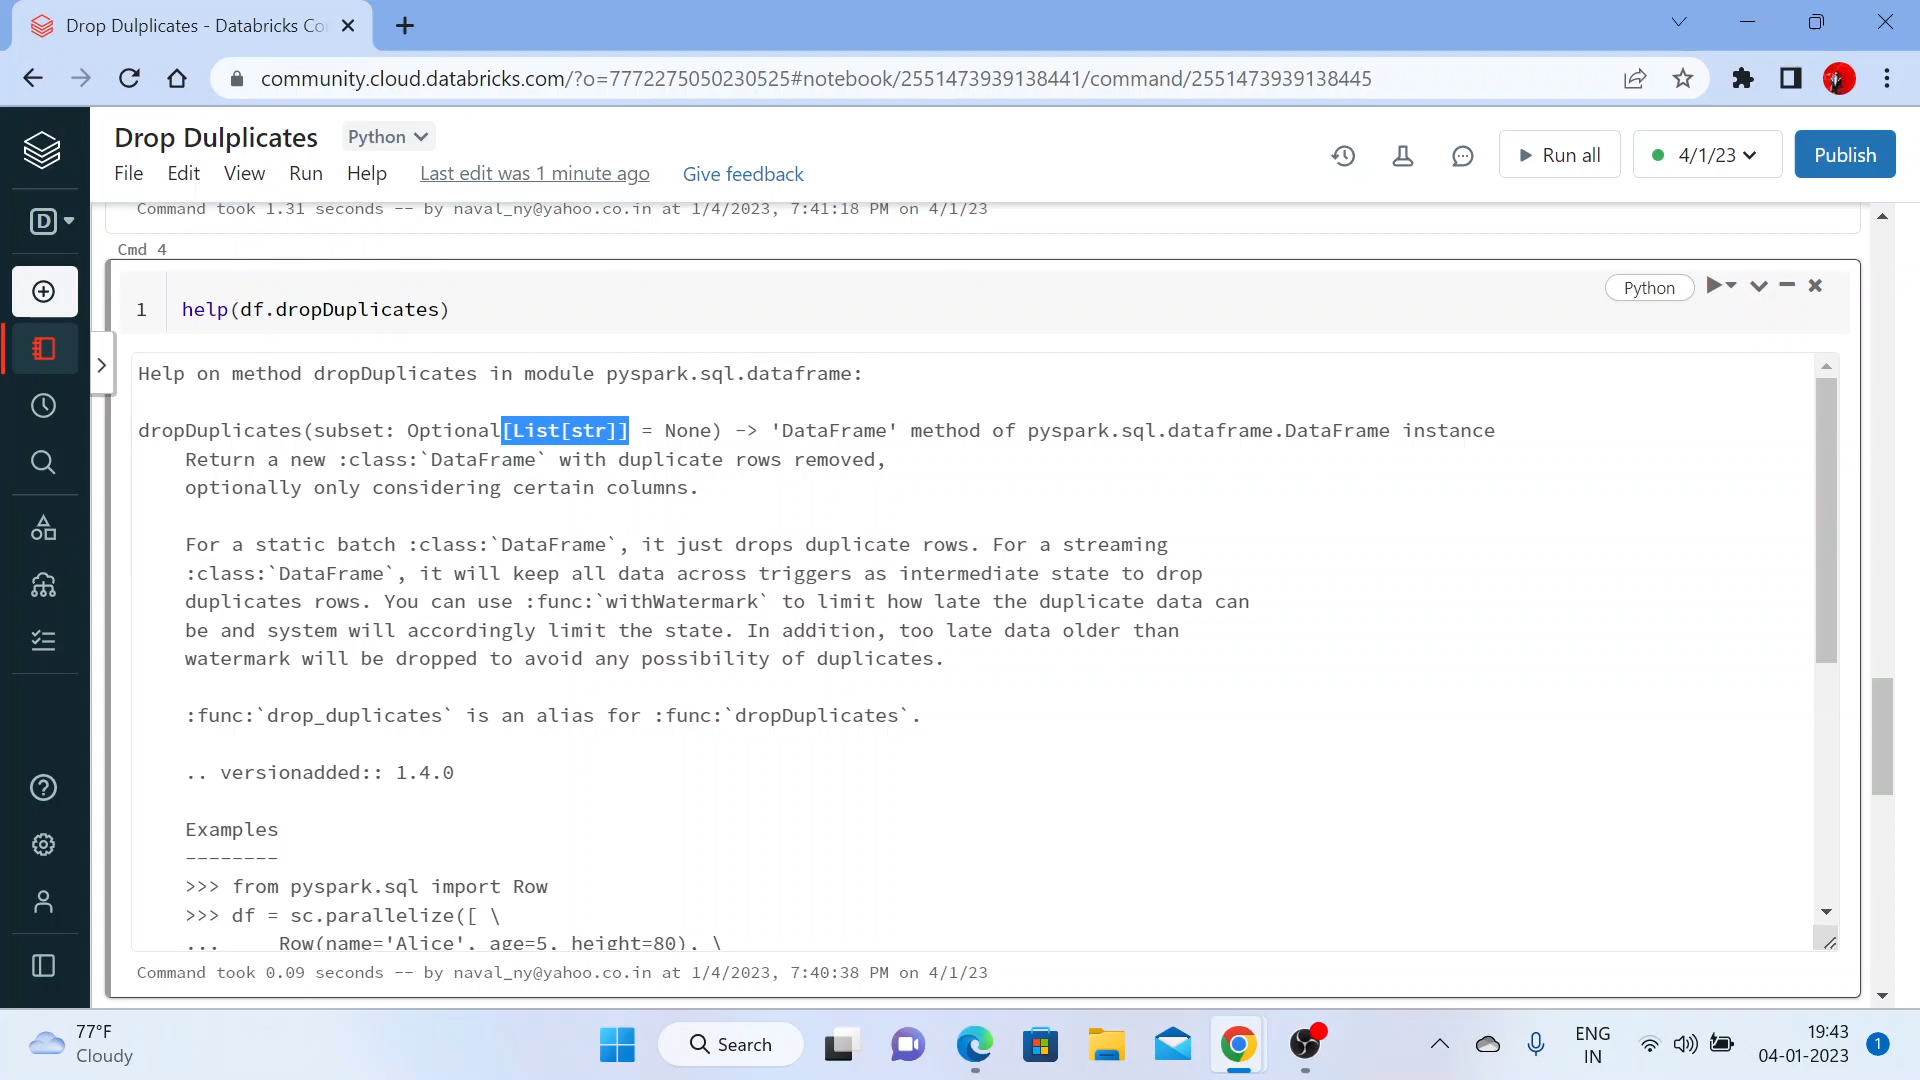 Drop Dulplicates - Databricks Co
community.cloud.databricks.com/?o=7772275050230525#notebook/2551473939138441/command/2551473939138445
Drop Dulplicates Python
File Edit View Run Help Last edit was 1 minute ago Give feedback
Run all 4/1/23 Publish
D
Command took 1.31 seconds -- by naval_ny@yahoo.co.in at 1/4/2023, 7:41:18 PM on 4/1/23
Cmd 4
Python
1 help(df.dropDuplicates)
Help on method dropDuplicates in module pyspark.sql.dataframe:
dropDuplicates(subset: Optional[List[str]] = None) -> 'DataFrame' method of pyspark.sql.dataframe.DataFrame instance
Return a new :class:`DataFrame` with duplicate rows removed,
optionally only considering certain columns.
For a static batch :class:`DataFrame`, it just drops duplicate rows. For a streaming
:class:`DataFrame`, it will keep all data across triggers as intermediate state to drop
duplicates rows. You can use :func:`withWatermark` to limit how late the duplicate data can
be and system will accordingly limit the state. In addition, too late data older than
watermark will be dropped to avoid any possibility of duplicates.
:func:`drop_duplicates` is an alias for :func:`dropDuplicates`.
.. versionadded:: 1.4.0
Examples
--------
>>> from pyspark.sql import Row
>>> df = sc.parallelize([ \
... Row(name='Alice', age=5, height=80), \
Command took 0.09 seconds -- by naval_ny@yahoo.co.in at 1/4/2023, 7:40:38 PM on 4/1/23
77°F
Cloudy
Search
ENG
IN
19:43
04-01-2023
1